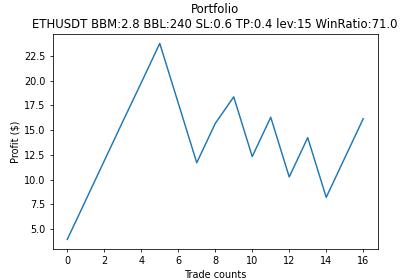 Portfolio
ETHUSDT BBM:2.8 BBL:240 SL:0.6 TP:0.4 lev:15 WinRatio:71.0
22.5
20.0
17.5
15.0
12.5
10.0
7.5
5.0
Profit ($)
0 2 4 6 8 10 12 14 16
Trade counts